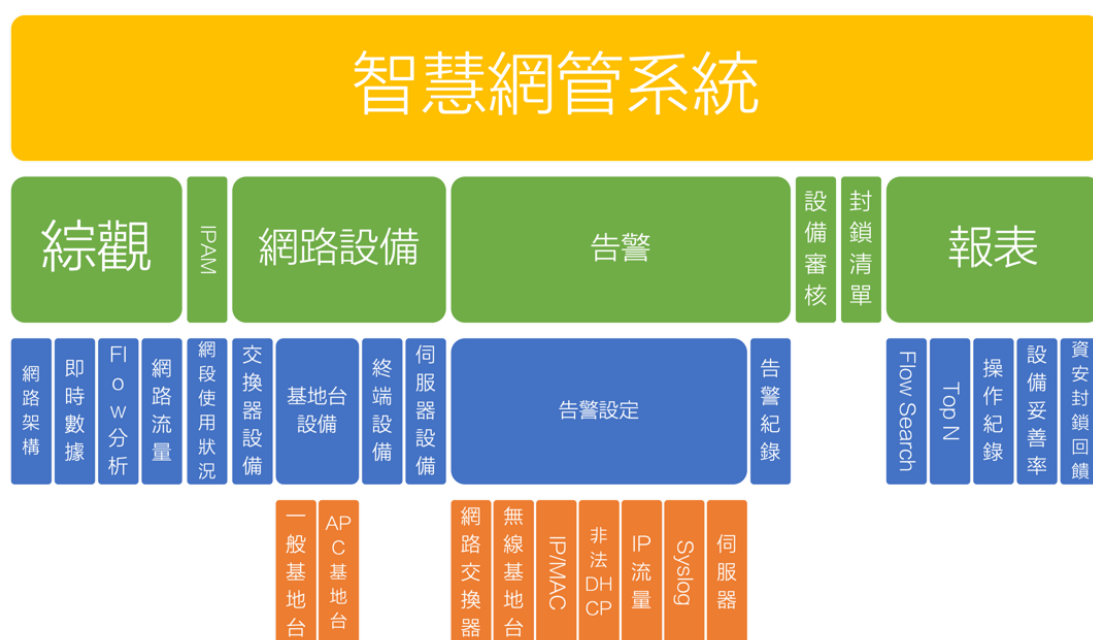 智慧網管系統
綜觀
IPAM
網路設備
告警
設備審核
封鎖清單
報表
網路架構
即時數據
Flow分析
網路流量
網段使用狀況
交換器設備
基地台
設備
終端設備
伺服器設備
告警設定
告警紀錄
Flow Search
Top N
操作紀錄
設備妥善率
資安封鎖回饋
一般基地台
APC基地台
網路交換器
無線基地台
IP/MAC
非法DHCP
IP流量
Syslog
伺服器